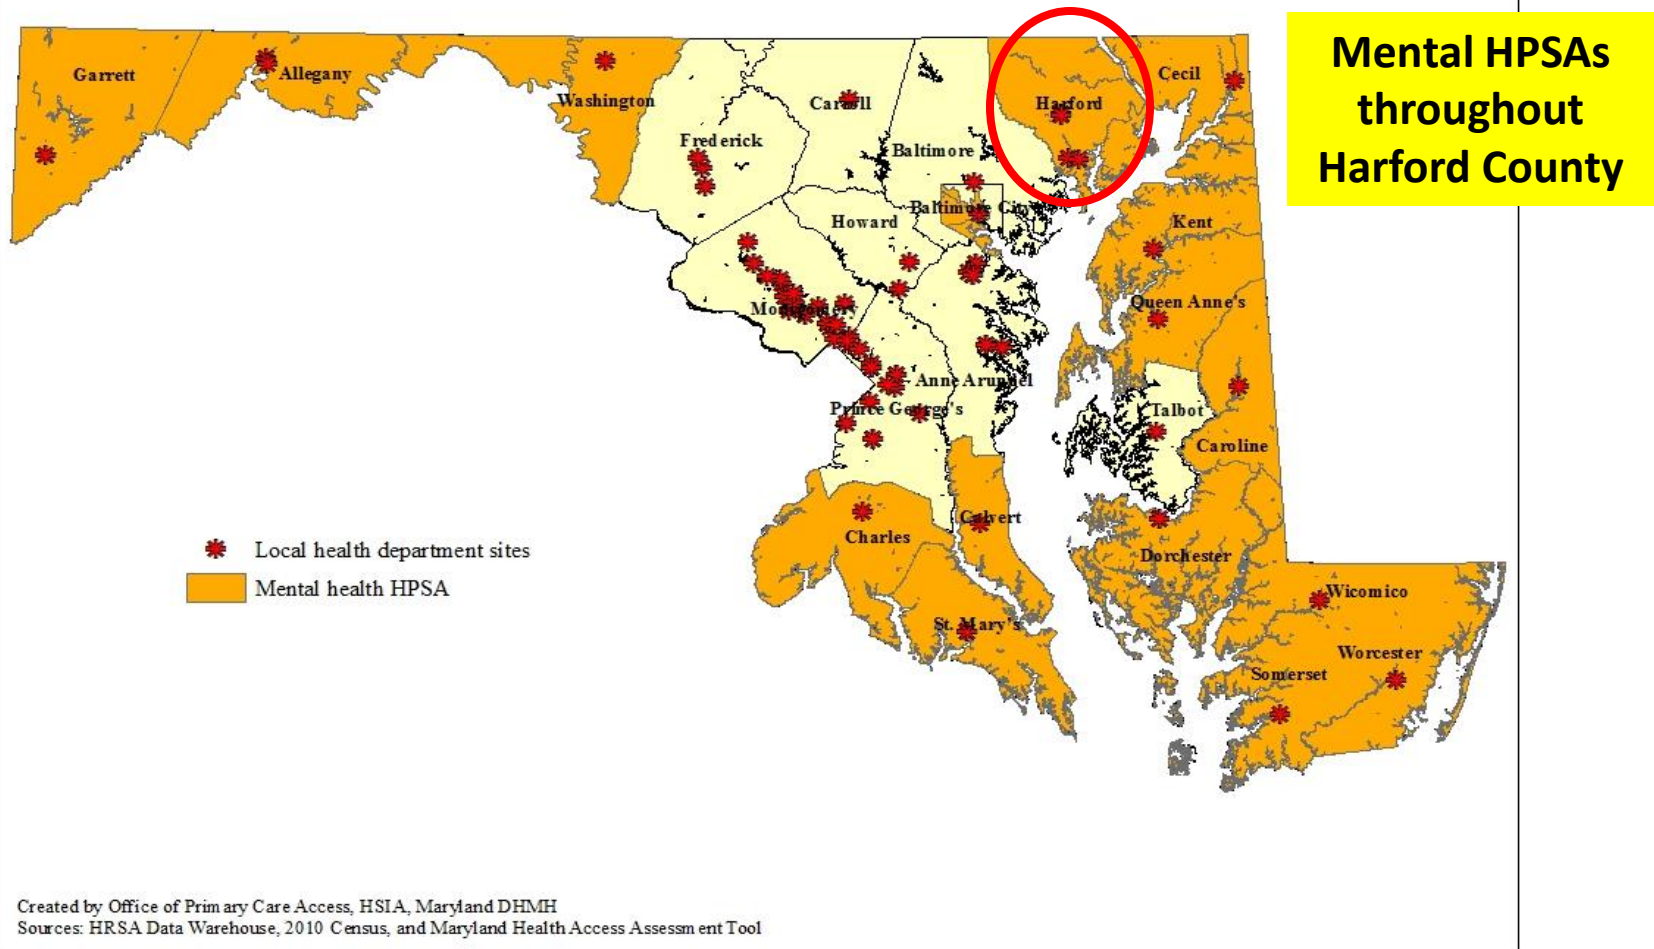 Mental HPSAs
throughout
Harford County
Garrett
Allegany
Washington
Frederick
Carroll
Baltimore
Harford
Cecil
Baltimore City
Howard
Kent
Montgomery
Queen Anne's
Anne Arundel
Prince George's
Talbot
Caroline
Charles
Calvert
Dorchester
St. Mary's
Wicomico
Worcester
Somerset
Local health department sites
Mental health HPSA
Created by Office of Primary Care Access, HSIA, Maryland DHMH
Sources: HRSA Data Warehouse, 2010 Census, and Maryland Health Access Assessment Tool